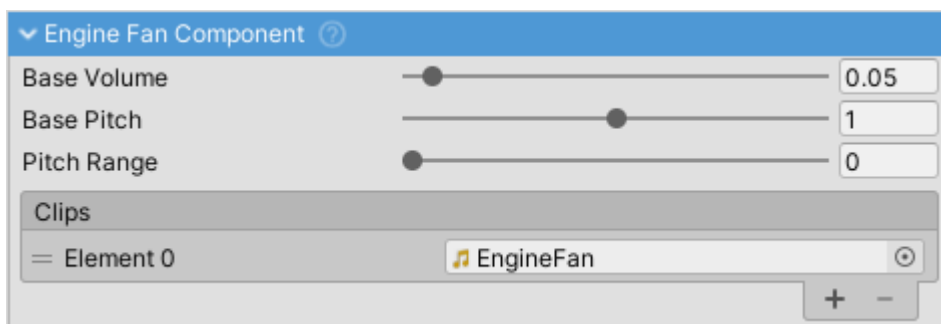 Engine Fan Component ?
Base Volume 0.05
Base Pitch 1
Pitch Range 0
Clips
= Element 0 EngineFan
+ −